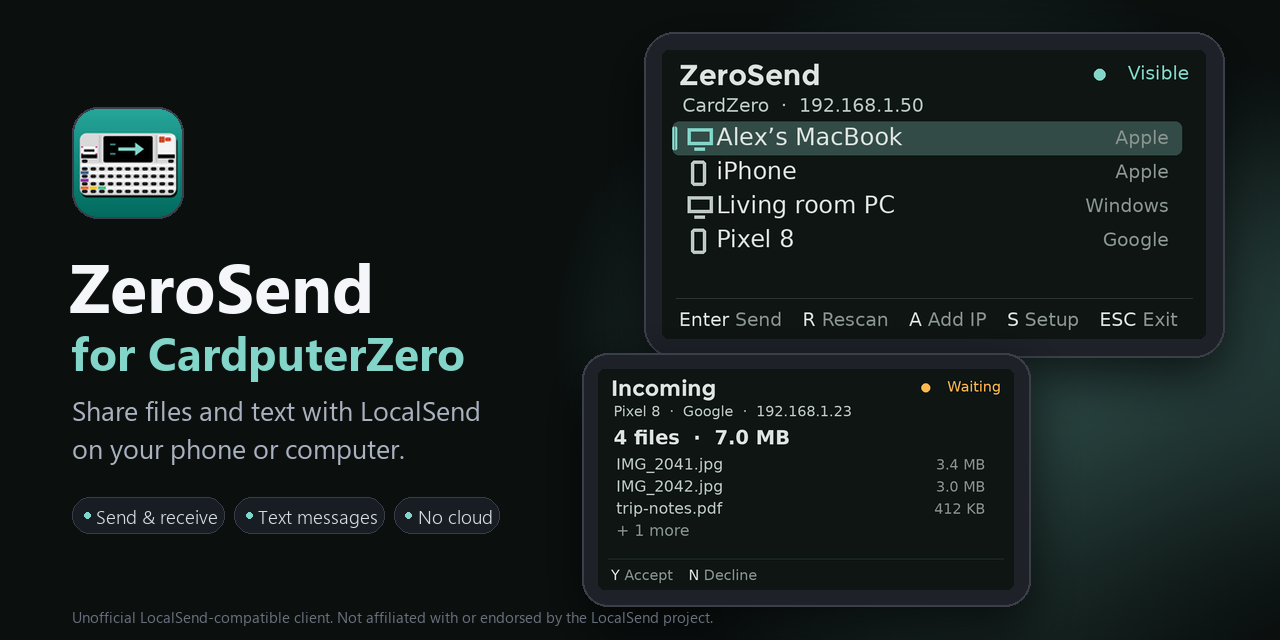 ZeroSend
for CardputerZero
Share files and text with LocalSend
on your phone or computer.
Send & receive
Text messages
No cloud
Unofficial LocalSend-compatible client. Not affiliated with or endorsed by the LocalSend project.
ZeroSend
Visible
CardZero · 192.168.1.50
Alex’s MacBook Apple
iPhone Apple
Living room PC Windows
Pixel 8 Google
Enter Send R Rescan A Add IP S Setup ESC Exit
Incoming
Waiting
Pixel 8 · Google · 192.168.1.23
4 files · 7.0 MB
IMG_2041.jpg 3.4 MB
IMG_2042.jpg 3.0 MB
trip-notes.pdf 412 KB
+ 1 more
Y Accept N Decline